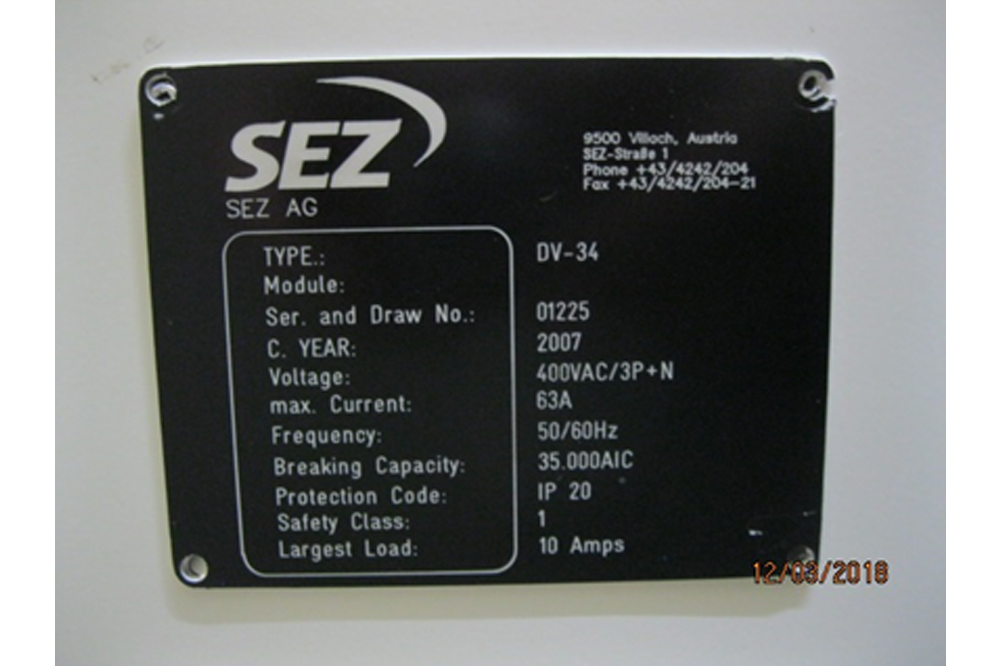 SEZ
SEZ AG
9500 Villach, Austria
SEZ-Straße 1
Phone +43/4242/204
Fax +43/4242/204-21
TYPE.: DV-34
Module:
Ser. and Draw No.: 01225
C. YEAR: 2007
Voltage: 400VAC/3P+N
max. Current: 63A
Frequency: 50/60Hz
Breaking Capacity: 35.000AIC
Protection Code: IP 20
Safety Class: 1
Largest Load: 10 Amps
12/03/2018